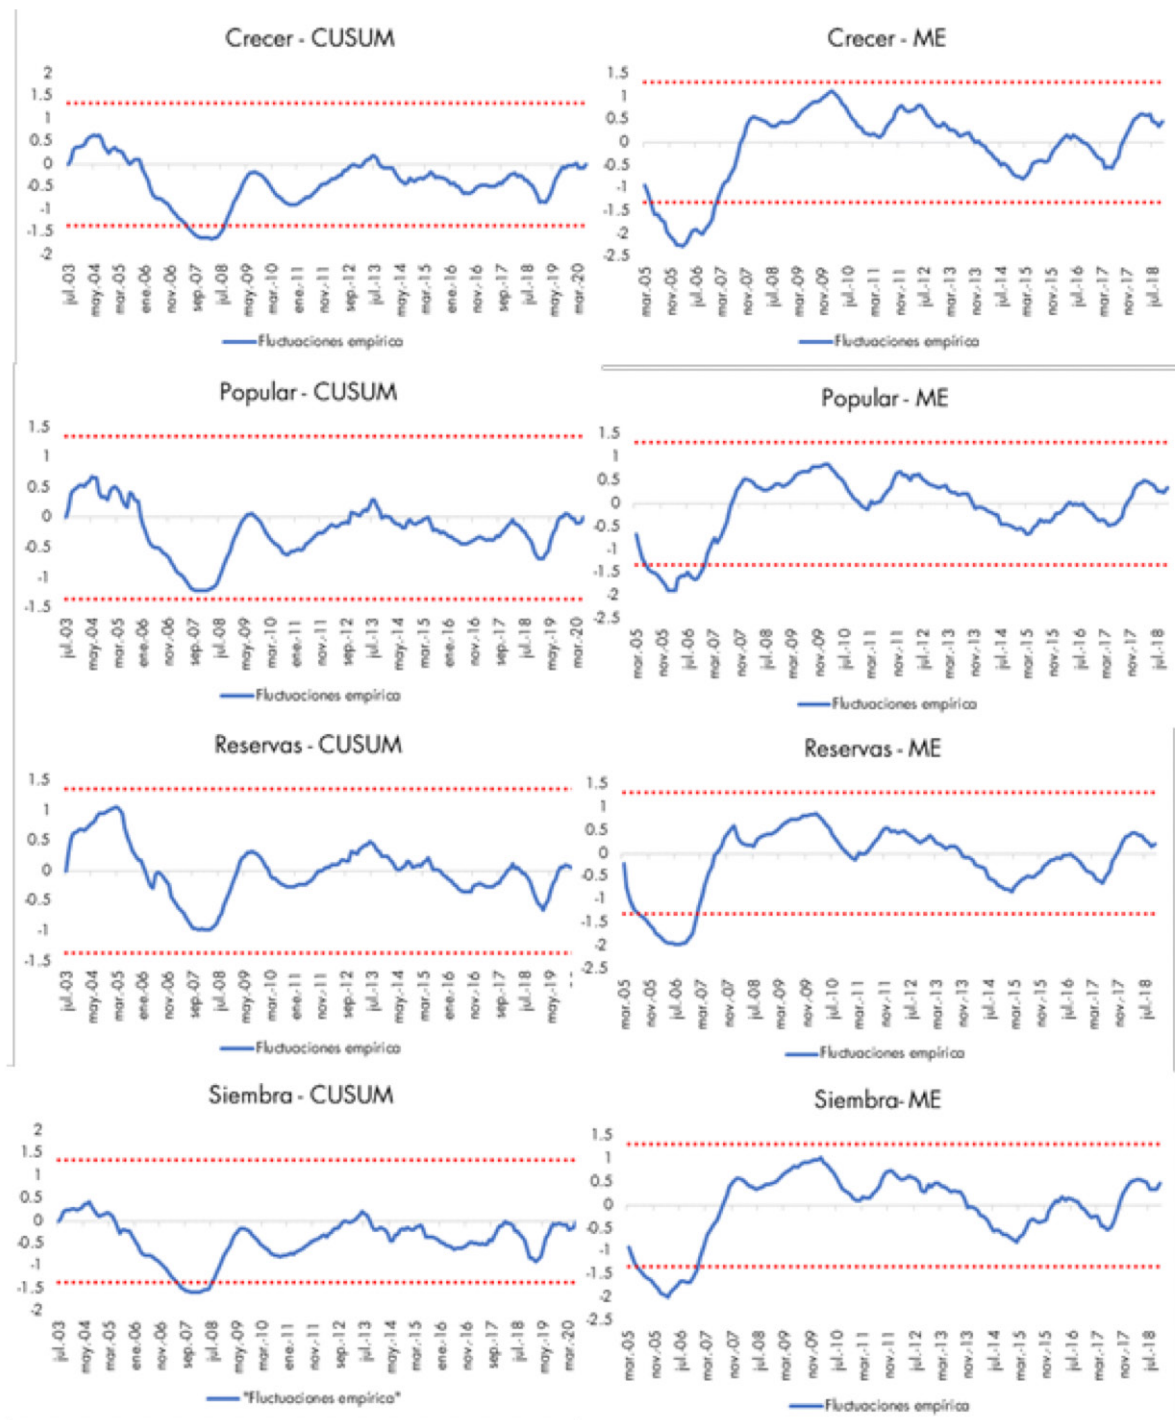 Crecer - CUSUM
2
1.5
1
0.5
0
-0.5
-1
-1.5
-2
jul.-03
may.-04
mar.-05
ene.-06
nov.-06
sep.-07
jul.-08
may.-09
mar.-10
ene.-11
nov.-11
sep.-12
jul.-13
may.-14
mar.-15
ene.-16
nov.-16
sep.-17
jul.-18
may.-19
mar.-20
Fluctuaciones empírica
Crecer - ME
1.5
1
0.5
0
-0.5
-1
-1.5
-2
-2.5
mar.-05
nov.-05
jul.-06
mar.-07
nov.-07
jul.-08
mar.-09
nov.-09
jul.-10
mar.-11
nov.-11
jul.-12
mar.-13
nov.-13
jul.-14
mar.-15
nov.-15
jul.-16
mar.-17
nov.-17
jul.-18
Fluctuaciones empírica
Popular - CUSUM
1.5
1
0.5
0
-0.5
-1
-1.5
jul.-03
may.-04
mar.-05
ene.-06
nov.-06
sep.-07
jul.-08
may.-09
mar.-10
ene.-11
nov.-11
sep.-12
jul.-13
may.-14
mar.-15
ene.-16
nov.-16
sep.-17
jul.-18
may.-19
mar.-20
Fluctuaciones empírica
Popular - ME
1.5
1
0.5
0
-0.5
-1
-1.5
-2
-2.5
mar.-05
nov.-05
jul.-06
mar.-07
nov.-07
jul.-08
mar.-09
nov.-09
jul.-10
mar.-11
nov.-11
jul.-12
mar.-13
nov.-13
jul.-14
mar.-15
nov.-15
jul.-16
mar.-17
nov.-17
jul.-18
Fluctuaciones empírica
Reservas - CUSUM
1.5
1
0.5
0
-0.5
-1
-1.5
jul.-03
may.-04
mar.-05
ene.-06
nov.-06
sep.-07
jul.-08
may.-09
mar.-10
ene.-11
nov.-11
sep.-12
jul.-13
may.-14
mar.-15
ene.-16
nov.-16
sep.-17
jul.-18
may.-19
Fluctuaciones empírica
Reservas - ME
1.5
1
0.5
0
-0.5
-1
-1.5
-2
-2.5
mar.-05
nov.-05
jul.-06
mar.-07
nov.-07
jul.-08
mar.-09
nov.-09
jul.-10
mar.-11
nov.-11
jul.-12
mar.-13
nov.-13
jul.-14
mar.-15
nov.-15
jul.-16
mar.-17
nov.-17
jul.-18
Fluctuaciones empírica
Siembra - CUSUM
2
1.5
1
0.5
0
-0.5
-1
-1.5
-2
jul.-03
may.-04
mar.-05
ene.-06
nov.-06
sep.-07
jul.-08
may.-09
mar.-10
ene.-11
nov.-11
sep.-12
jul.-13
may.-14
mar.-15
ene.-16
nov.-16
sep.-17
jul.-18
may.-19
mar.-20
"Fluctuaciones empírica"
Siembra- ME
1.5
1
0.5
0
-0.5
-1
-1.5
-2
-2.5
mar.-05
nov.-05
jul.-06
mar.-07
nov.-07
jul.-08
mar.-09
nov.-09
jul.-10
mar.-11
nov.-11
jul.-12
mar.-13
nov.-13
jul.-14
mar.-15
nov.-15
jul.-16
mar.-17
nov.-17
jul.-18
Fluctuaciones empírica